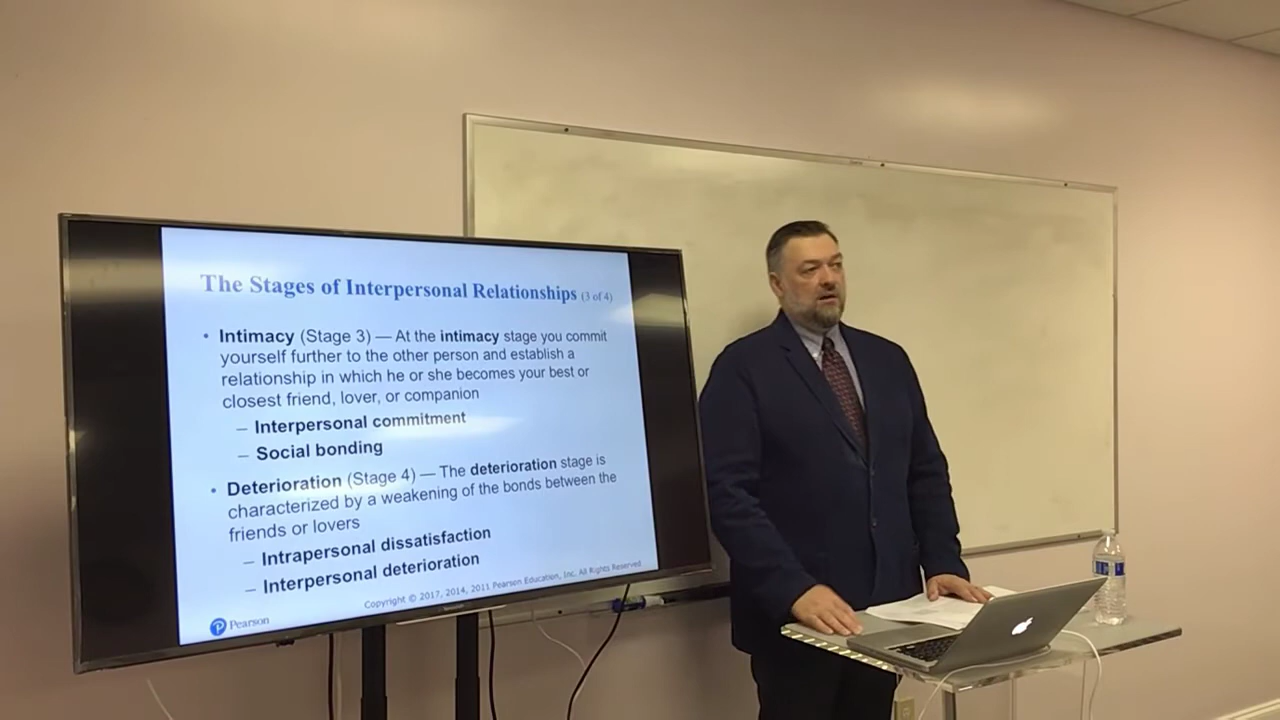 The Stages of Interpersonal Relationships (3 of 4)
• Intimacy (Stage 3) — At the intimacy stage you commit
yourself further to the other person and establish a
relationship in which he or she becomes your best or
closest friend, lover, or companion
– Interpersonal commitment
– Social bonding
• Deterioration (Stage 4) — The deterioration stage is
characterized by a weakening of the bonds between the
friends or lovers
– Intrapersonal dissatisfaction
– Interpersonal deterioration
Copyright © 2017, 2014, 2011 Pearson Education, Inc. All Rights Reserved
P Pearson